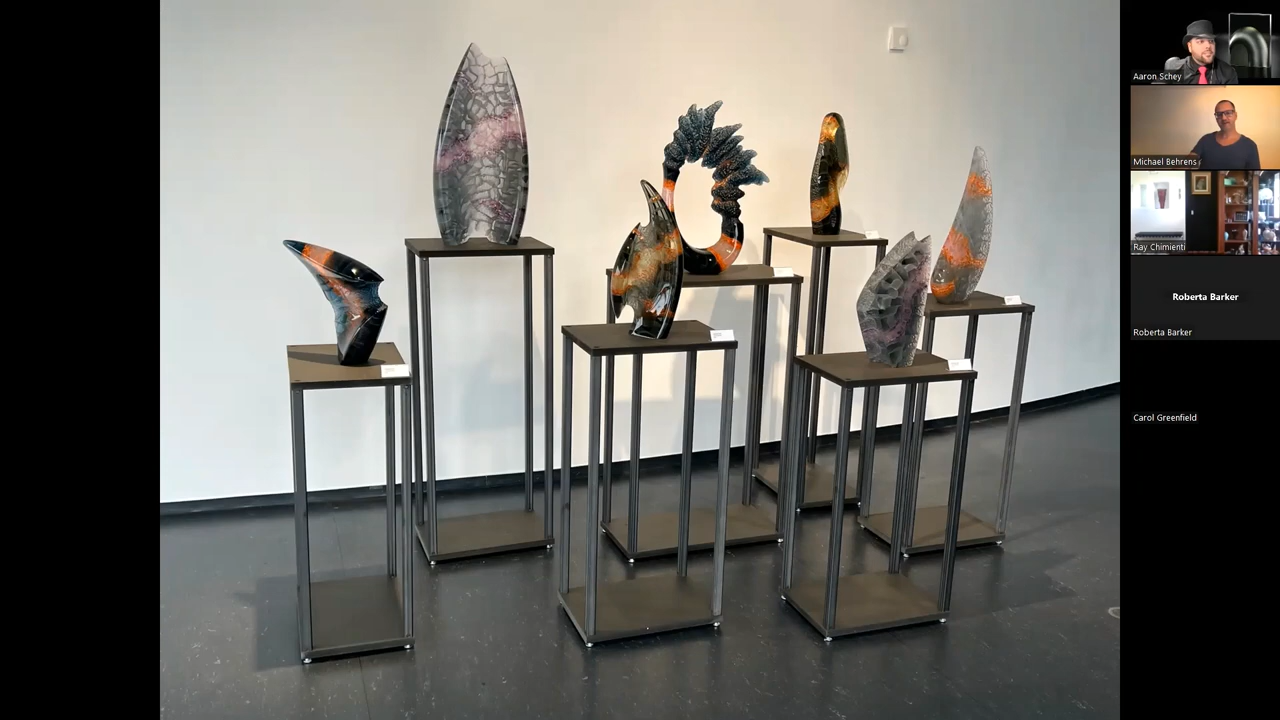 Aaron Schey
Michael Behrens
Ray Chimienti
Roberta Barker
Roberta Barker
Carol Greenfield